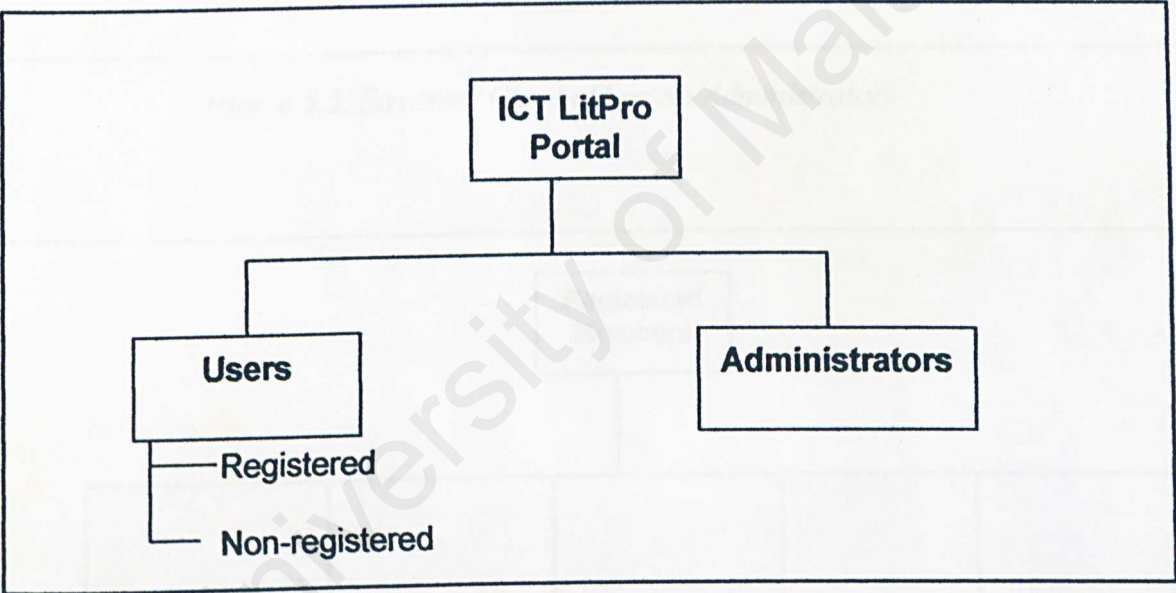 ICT LitPro
Portal
Users
Administrators
Registered
Non-registered